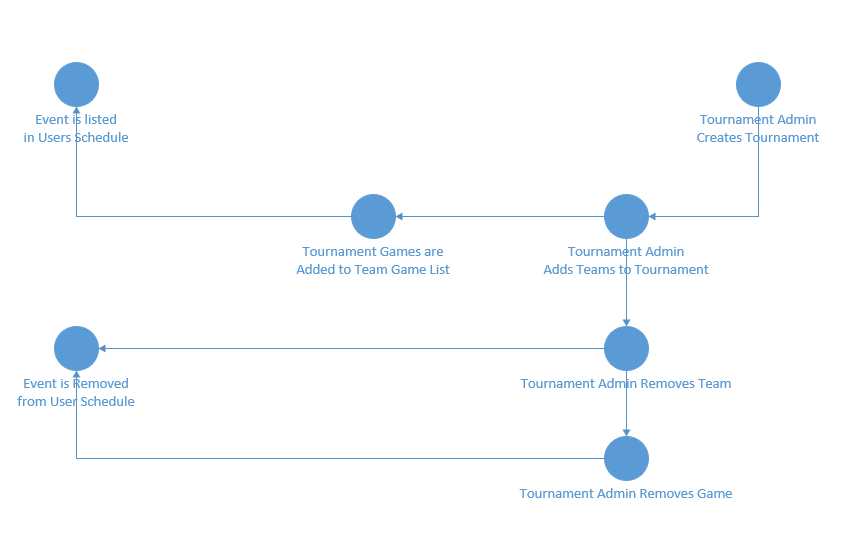 Event is listed
in Users Schedule
Tournament Admin
Creates Tournament
Tournament Games are
Added to Team Game List
Tournament Admin
Adds Teams to Tournament
Event is Removed
from User Schedule
Tournament Admin Removes Team
Tournament Admin Removes Game